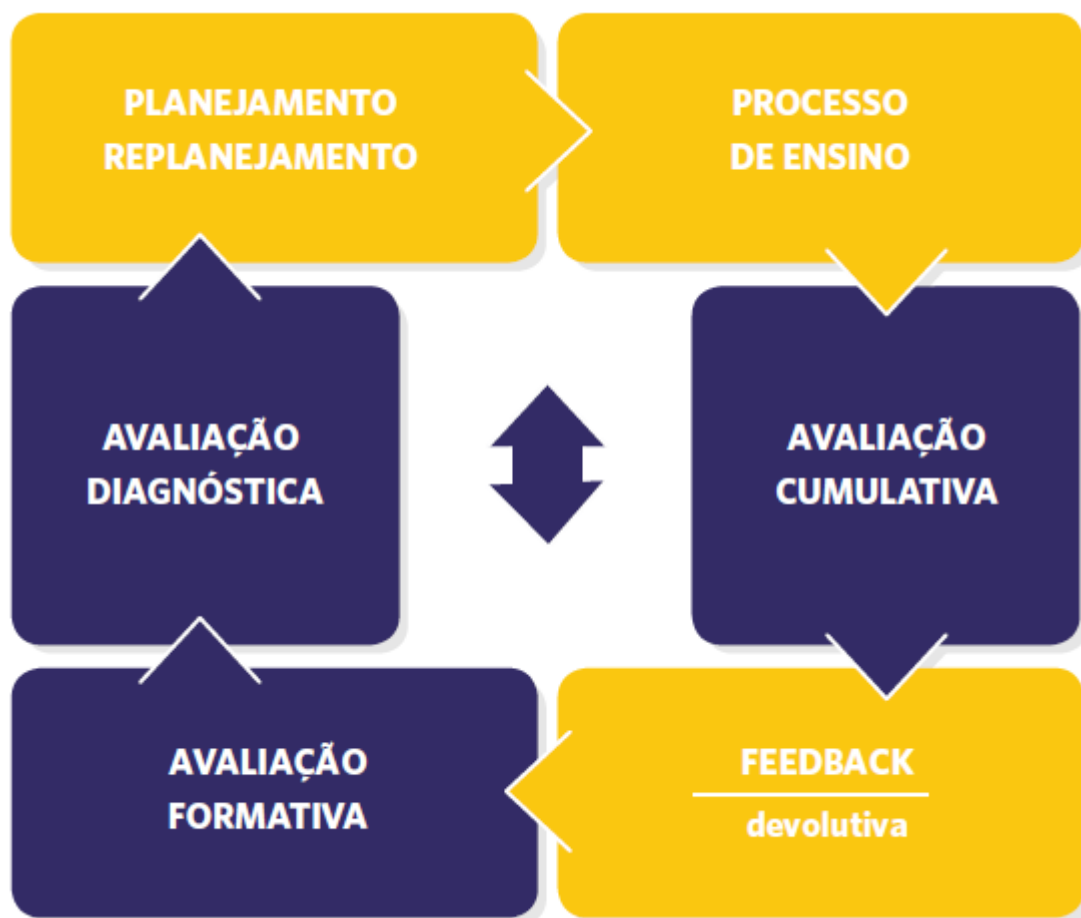 PLANEJAMENTO
REPLANEJAMENTO
PROCESSO
DE ENSINO
AVALIAÇÃO
DIAGNÓSTICA
AVALIAÇÃO
CUMULATIVA
AVALIAÇÃO
FORMATIVA
FEEDBACK
devolutiva